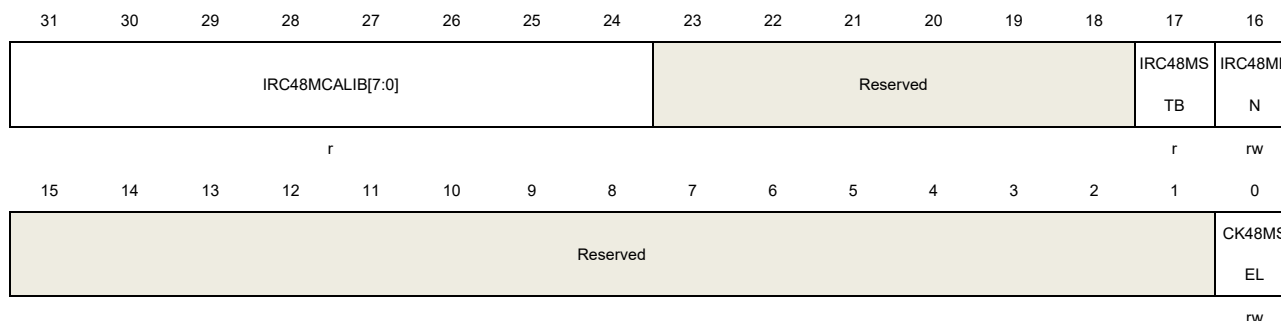 31 30 29 28 27 26 25 24 23 22 21 20 19 18 17 16
IRC48MCALIB[7:0] Reserved IRC48MS TB IRC48M N
r r rw
15 14 13 12 11 10 9 8 7 6 5 4 3 2 1 0
Reserved CK48MS EL
rw